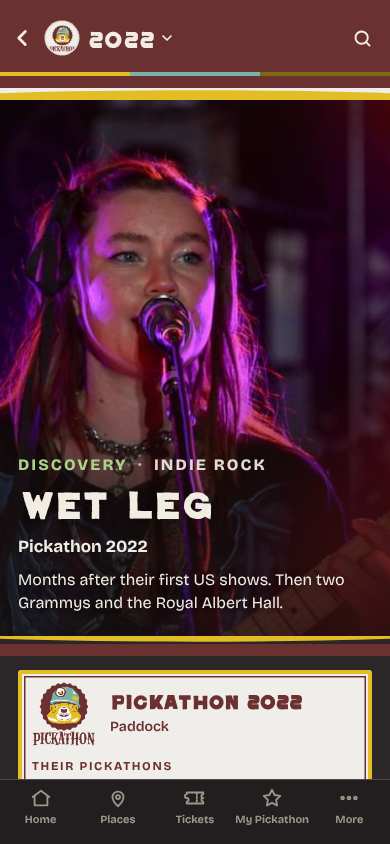 PICKATHON
2022
DISCOVERY · INDIE ROCK
WET LEG
Pickathon 2022
Months after their first US shows. Then two
Grammys and the Royal Albert Hall.
PICKATHON
PICKATHON 2022
Paddock
THEIR PICKATHONS
Home
Places
Tickets
My Pickathon
More